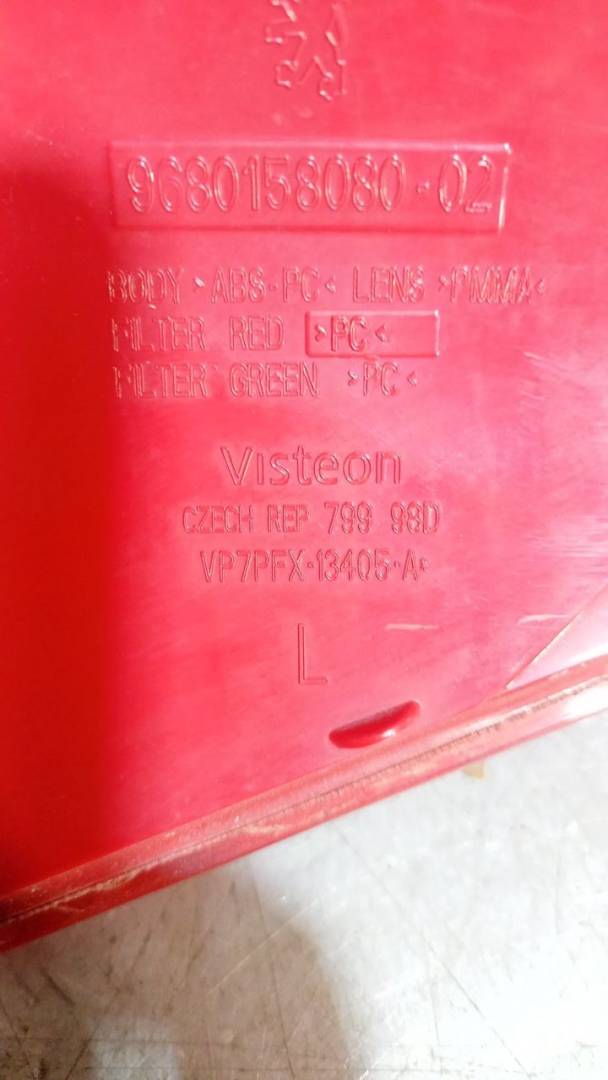 9680158080-02
BODY >ABS-PC< LENS >PMMA<
FILTER RED >PC<
FILTER GREEN >PC<
Visteon
CZECH REP 799 98D
VP7PFX-13405-A
L